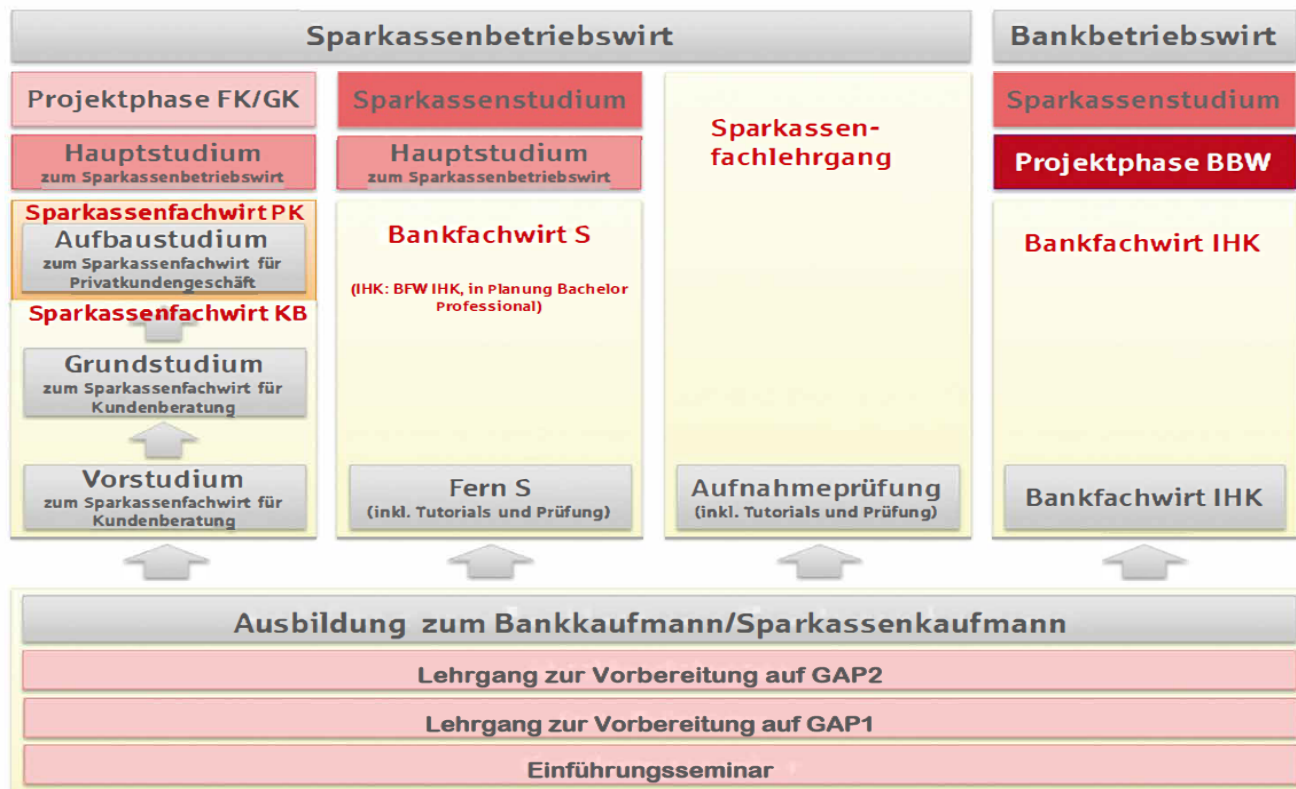 Sparkassenbetriebswirt
Bankbetriebswirt
Projektphase FK/GK
Hauptstudium
zum Sparkassenbetriebswirt
Sparkassenfachwirt PK
Aufbaustudium
zum Sparkassenfachwirt für
Privatkundengeschäft
Sparkassenfachwirt KB
Grundstudium
zum Sparkassenfachwirt für
Kundenberatung
Vorstudium
zum Sparkassenfachwirt für
Kundenberatung
Sparkassenstudium
Hauptstudium
zum Sparkassenbetriebswirt
Bankfachwirt S
(IHK: BFW IHK, in Planung Bachelor
Professional)
Fern S
(inkl. Tutorials und Prüfung)
Sparkassen-
fachlehrgang
Aufnahmeprüfung
(inkl. Tutorials und Prüfung)
Sparkassenstudium
Projektphase BBW
Bankfachwirt IHK
Bankfachwirt IHK
Ausbildung zum Bankkaufmann/Sparkassenkaufmann
Lehrgang zur Vorbereitung auf GAP2
Lehrgang zur Vorbereitung auf GAP1
Einführungsseminar